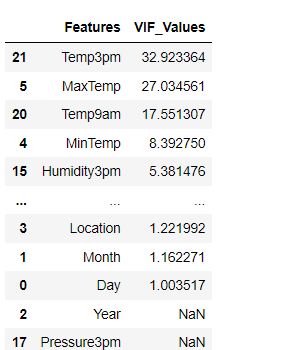 Features VIF_Values
21 Temp3pm 32.923364
5 MaxTemp 27.034561
20 Temp9am 17.551307
4 MinTemp 8.392750
15 Humidity3pm 5.381476
... ... ...
3 Location 1.221992
1 Month 1.162271
0 Day 1.003517
2 Year NaN
17 Pressure3pm NaN